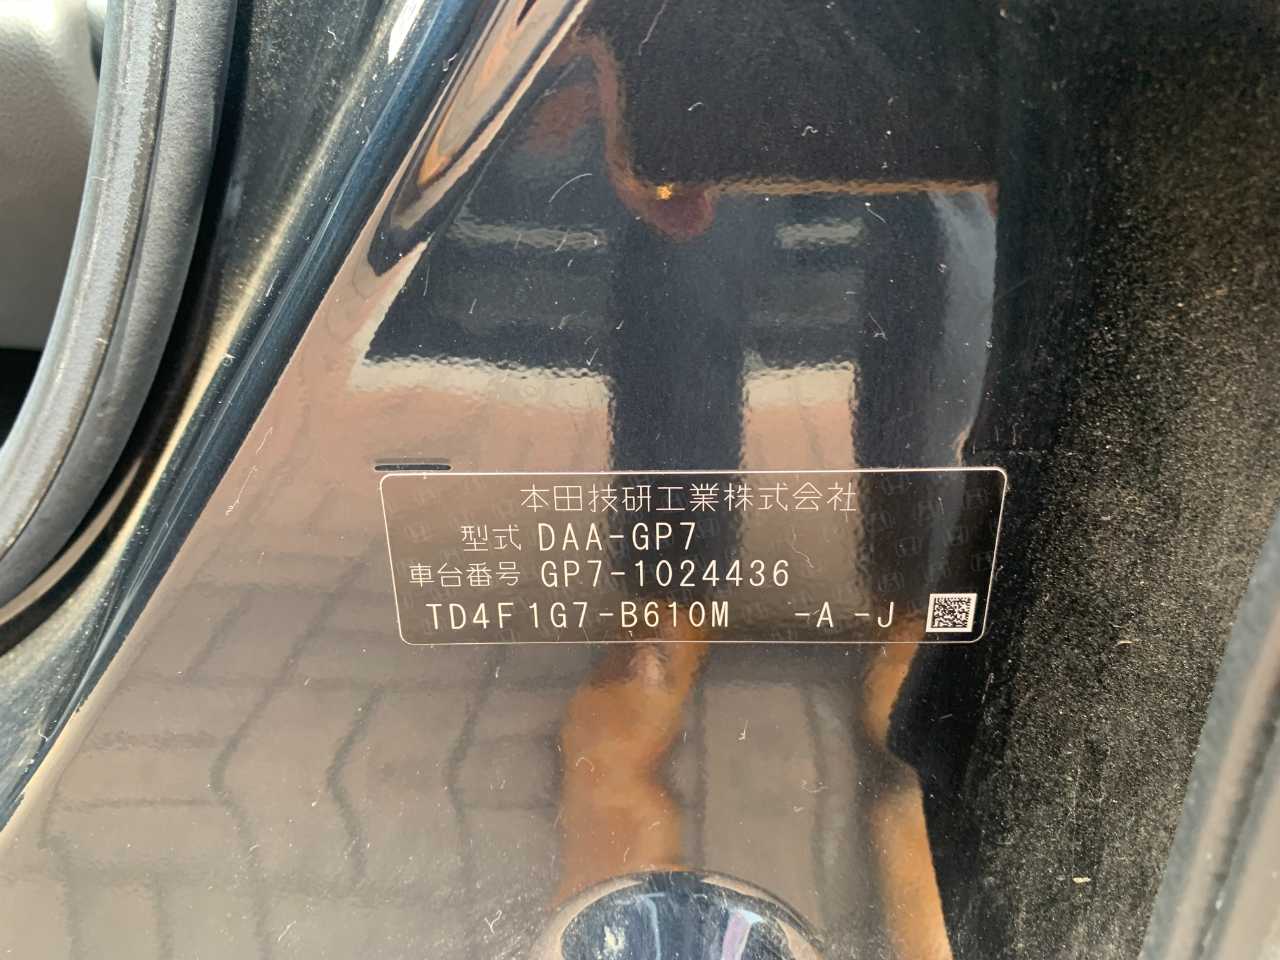 本田技研工業株式会社
型式 DAA-GP7
車台番号 GP7-1024436
TD4F1G7-B610M -A -J